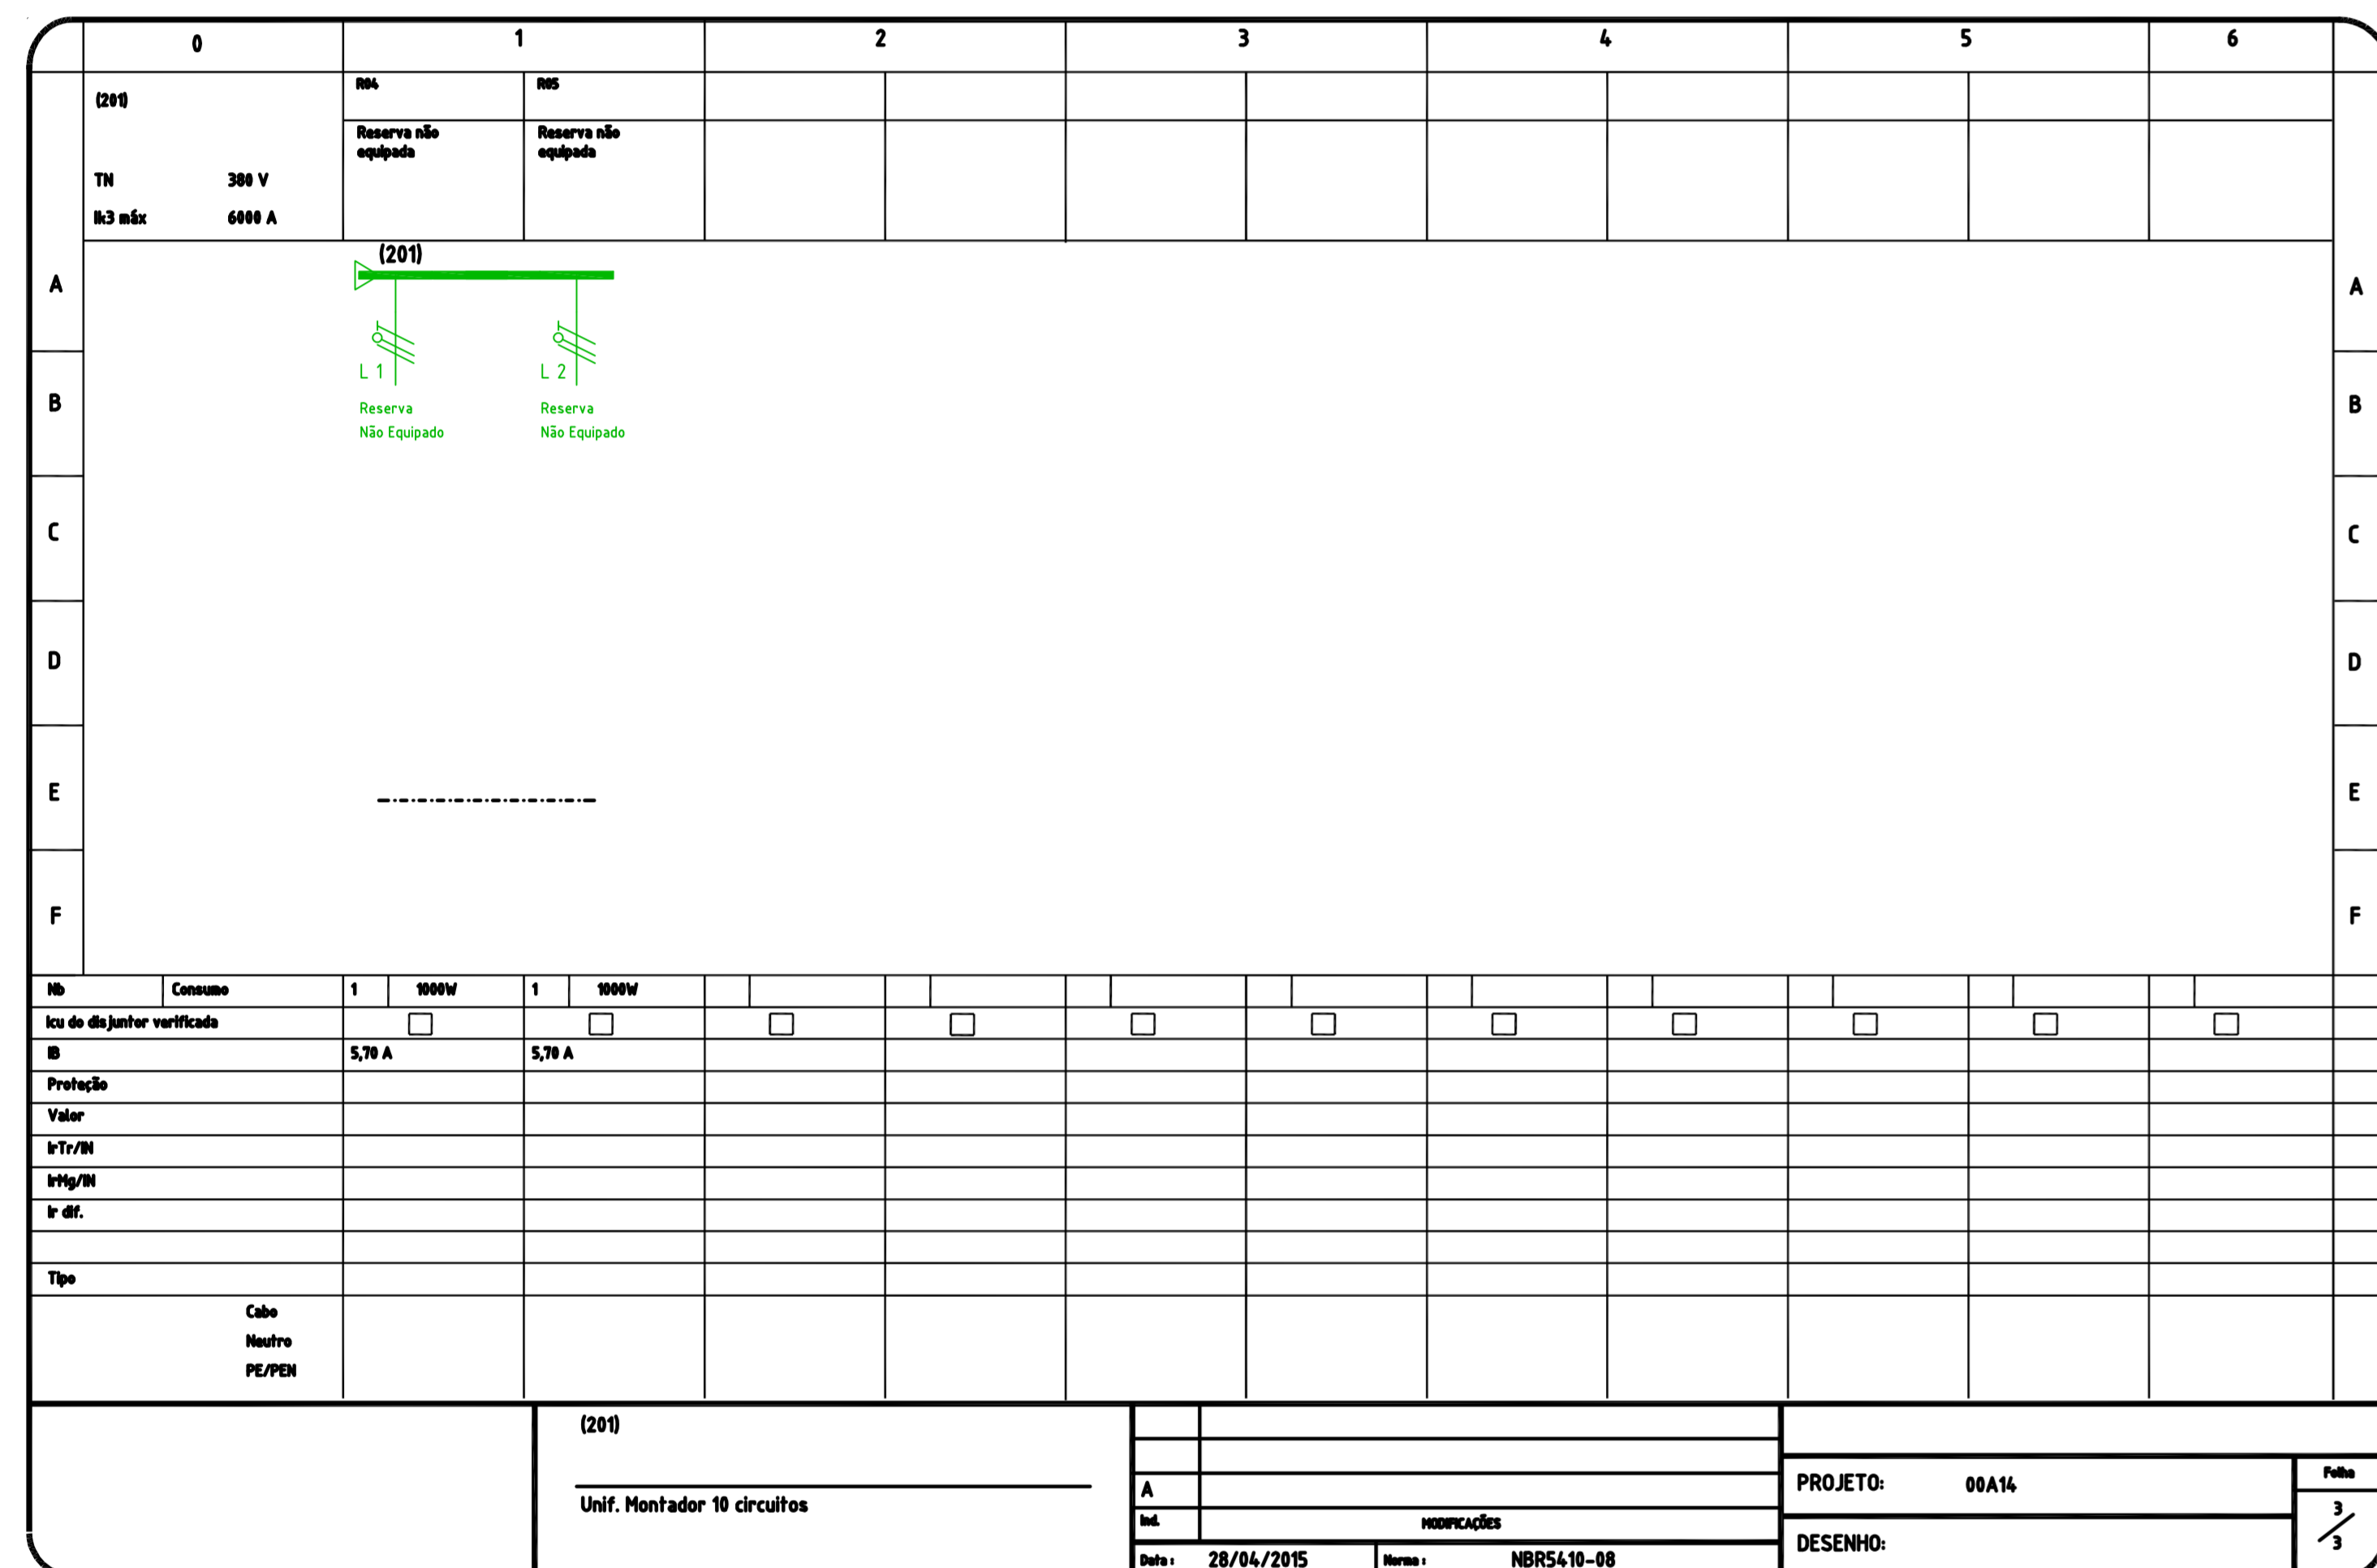 0 1 2 3 4 5 6
(201) R04 R05
Reserva não Reserva não
equipada equipada
TN 380 V
Ik3 máx 6000 A
(201)
A A
L 1 L 2
B B
Reserva Reserva
Não Equipado Não Equipado
C C
D D
E E
F F
Nb Consumo 1 1000W 1 1000W
Icu do disjuntor verificada
IB 5,70 A 5,70 A
Proteção
Valor
IrTr/IN
IrMg/IN
Ir dif.
Tipo
Cabo
Neutro
PE/PEN
(201)
Unif. Montador 10 circuitos
A
Ind. MODIFICAÇÕES
Data : 28/04/2015 Norma : NBR5410-08
PROJETO: 00A14
DESENHO:
Folha
3/3